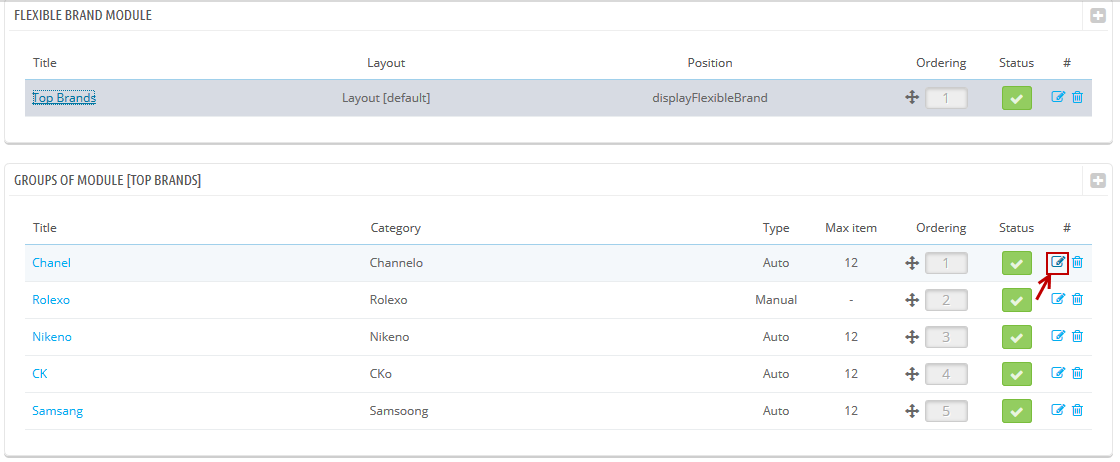 FLEXIBLE BRAND MODULE
Title Layout Position Ordering Status #
Top Brands Layout [default] displayFlexibleBrand 1
GROUPS OF MODULE [TOP BRANDS]
Title Category Type Max item Ordering Status #
Chanel Channelo Auto 12 1
Rolexo Rolexo Manual - 2
Nikeno Nikeno Auto 12 3
CK CKo Auto 12 4
Samsang Samsoong Auto 12 5